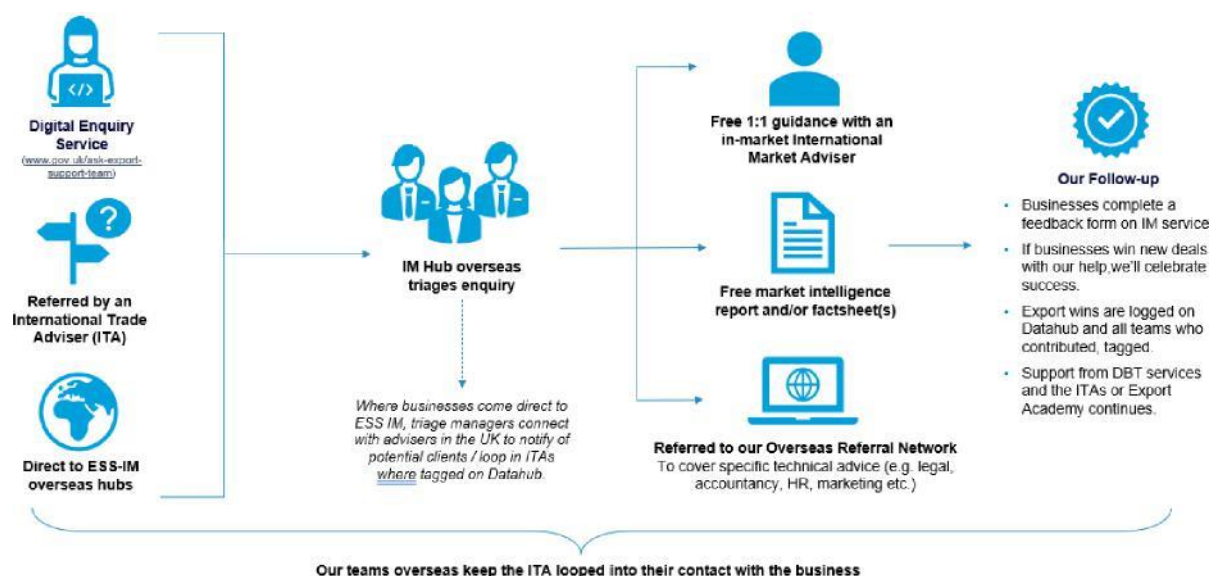 Digital Enquiry
Service
(www.gov.uk/ask-export-
support-team)
Referred by an
International Trade
Adviser (ITA)
Direct to ESS-IM
overseas hubs
IM Hub overseas
triages enquiry
Where businesses come direct to
ESS IM, triage managers connect
with advisers in the UK to notify of
potential clients / loop in ITAs
where tagged on Datahub.
Free 1:1 guidance with an
in-market International
Market Adviser
Free market intelligence
report and/or factsheet(s)
Referred to our Overseas Referral Network
To cover specific technical advice (e.g. legal,
accountancy, HR, marketing etc.)
Our Follow-up
• Businesses complete a
feedback form on IM service
• If businesses win new deals
with our help,we'll celebrate
success.
• Export wins are logged on
Datahub and all teams who
contributed, tagged.
• Support from DBT services
and the ITAs or Export
Academy continues.
Our teams overseas keep the ITA looped into their contact with the business